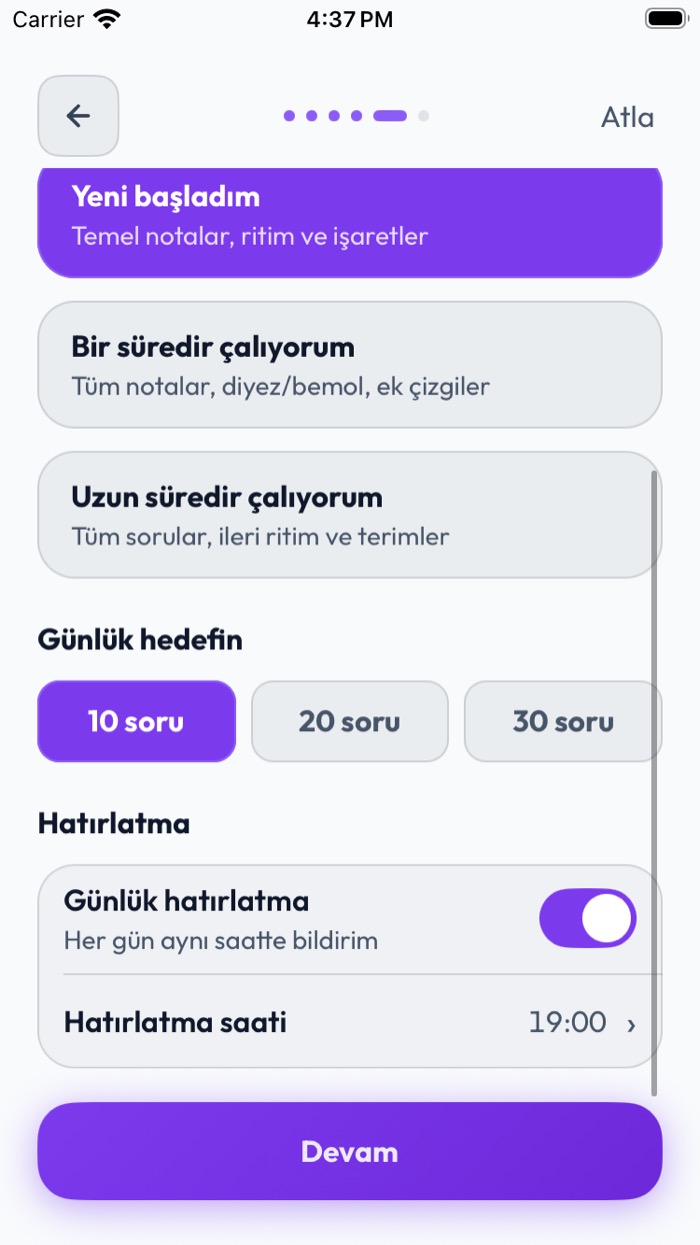 Carrier 4:37 PM
Atla
Yeni başladım
Temel notalar, ritim ve işaretler
Bir süredir çalıyorum
Tüm notalar, diyez/bemol, ek çizgiler
Uzun süredir çalıyorum
Tüm sorular, ileri ritim ve terimler
Günlük hedefin
10 soru 20 soru 30 soru
Hatırlatma
Günlük hatırlatma
Her gün aynı saatte bildirim
Hatırlatma saati 19:00 ›
Devam